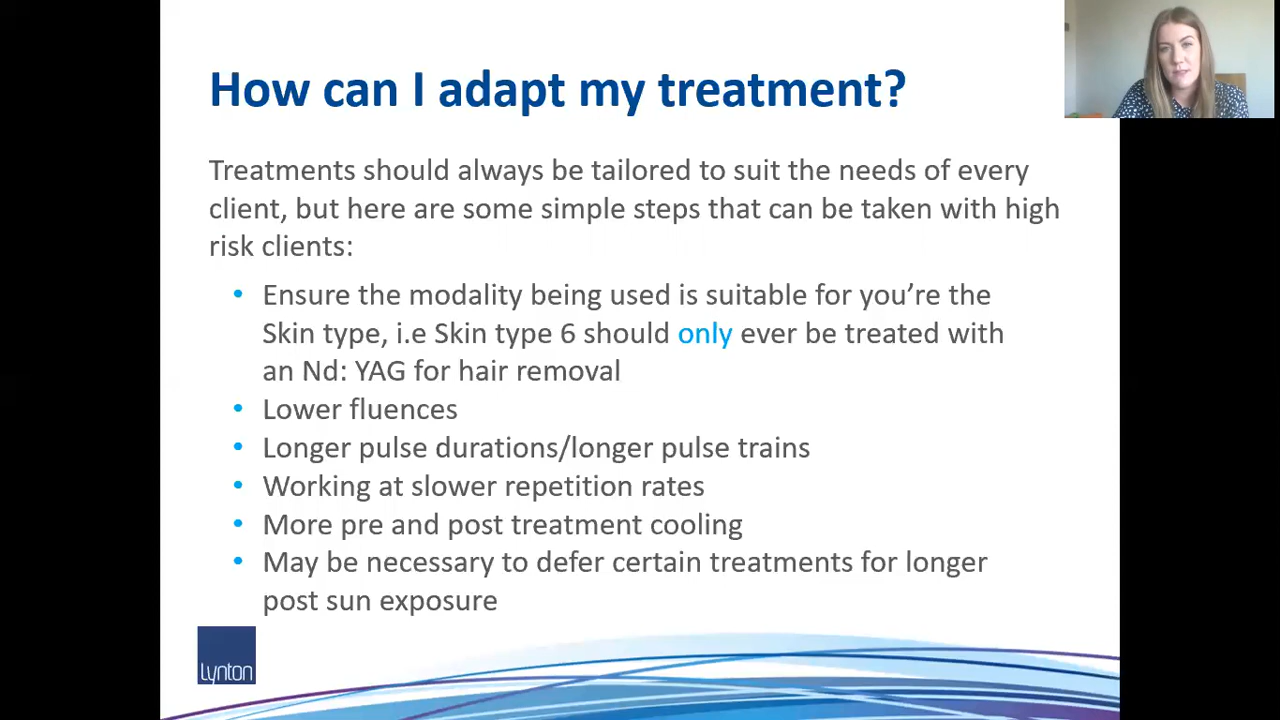 How can I adapt my treatment?
Treatments should always be tailored to suit the needs of every
client, but here are some simple steps that can be taken with high
risk clients:
• Ensure the modality being used is suitable for you're the
Skin type, i.e Skin type 6 should only ever be treated with
an Nd: YAG for hair removal
• Lower fluences
• Longer pulse durations/longer pulse trains
• Working at slower repetition rates
• More pre and post treatment cooling
• May be necessary to defer certain treatments for longer
post sun exposure
Lynton